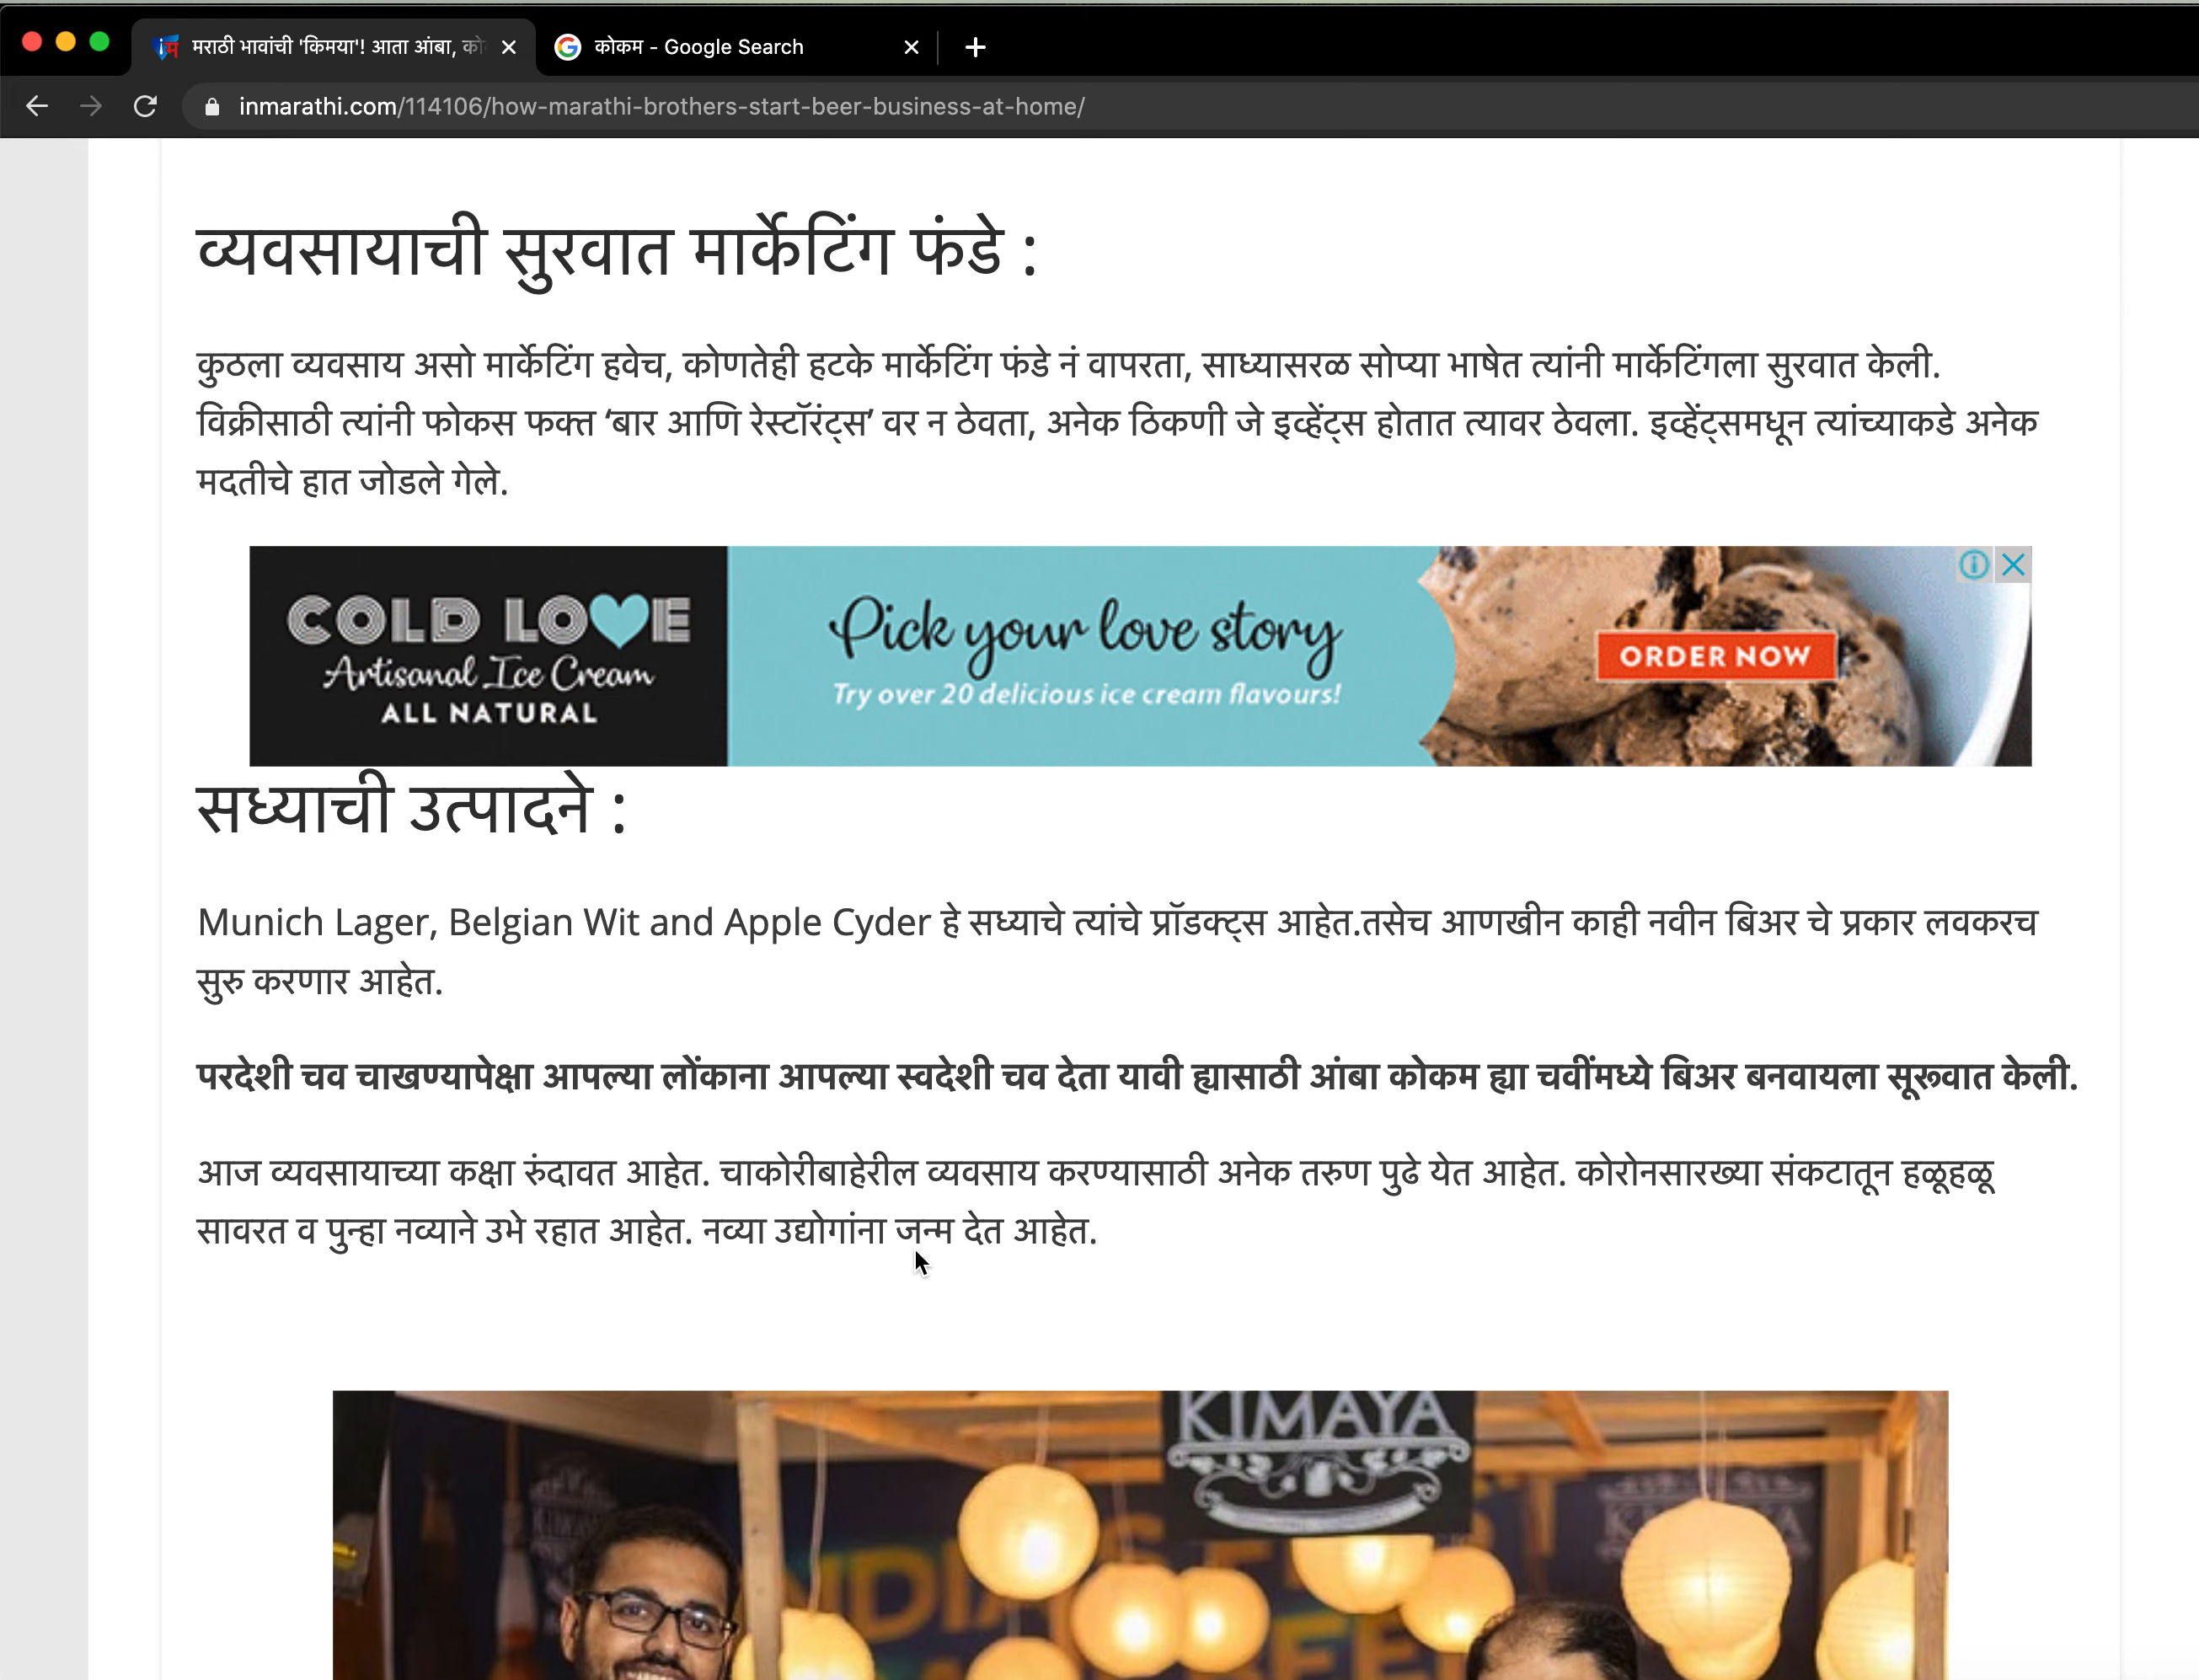 मराठी भावांची 'किमया'! आता आंबा, को
कोकम - Google Search
inmarathi.com/114106/how-marathi-brothers-start-beer-business-at-home/
व्यवसायाची सुरवात मार्केटिंग फंडे :
कुठला व्यवसाय असो मार्केटिंग हवेच, कोणतेही हटके मार्केटिंग फंडे नं वापरता, साध्यासरळ सोप्या भाषेत त्यांनी मार्केटिंगला सुरवात केली.
विक्रीसाठी त्यांनी फोकस फक्त ‘बार आणि रेस्टॉरंट्स’ वर न ठेवता, अनेक ठिकणी जे इव्हेंट्स होतात त्यावर ठेवला. इव्हेंट्समधून त्यांच्याकडे अनेक
मदतीचे हात जोडले गेले.
COLD LOVE
Artisanal Ice Cream
ALL NATURAL
Pick your love story
Try over 20 delicious ice cream flavours!
ORDER NOW
सध्याची उत्पादने :
Munich Lager, Belgian Wit and Apple Cyder हे सध्याचे त्यांचे प्रॉडक्ट्स आहेत.तसेच आणखीन काही नवीन बिअर चे प्रकार लवकरच
सुरु करणार आहेत.
परदेशी चव चाखण्यापेक्षा आपल्या लोंकाना आपल्या स्वदेशी चव देता यावी ह्यासाठी आंबा कोकम ह्या चवींमध्ये बिअर बनवायला सूरूवात केली.
आज व्यवसायाच्या कक्षा रुंदावत आहेत. चाकोरीबाहेरील व्यवसाय करण्यासाठी अनेक तरुण पुढे येत आहेत. कोरोनसारख्या संकटातून हळूहळू
सावरत व पुन्हा नव्याने उभे रहात आहेत. नव्या उद्योगांना जन्म देत आहेत.
KIMAYA